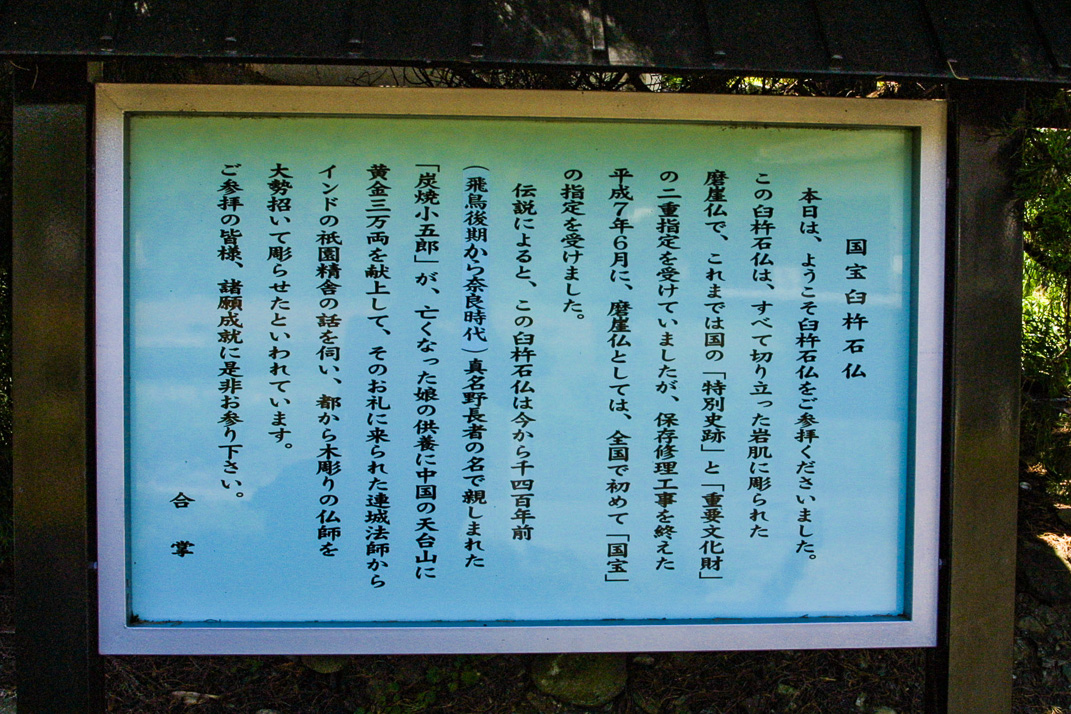 国宝臼杵石仏
本日は、ようこそ臼杵石仏をご参拝くださいました。
この臼杵石仏は、すべて切り立った岩肌に彫られた
磨崖仏で、これまでは国の「特別史跡」と「重要文化財」
の二重指定を受けていましたが、保存修理工事を終えた
平成7年6月に、磨崖仏としては、全国で初めて「国宝」
の指定を受けました。
伝説によると、この臼杵石仏は今から千四百年前
(飛鳥後期から奈良時代)真名野長者の名で親しまれた
「炭焼小五郎」が、亡くなった娘の供養に中国の天台山に
黄金三万両を献上して、そのお礼に来られた連城法師から
インドの祇園精舎の話を伺い、都から木彫りの仏師を
大勢招いて彫らせたといわれています。
ご参拝の皆様、諸願成就に是非お参り下さい。
合掌